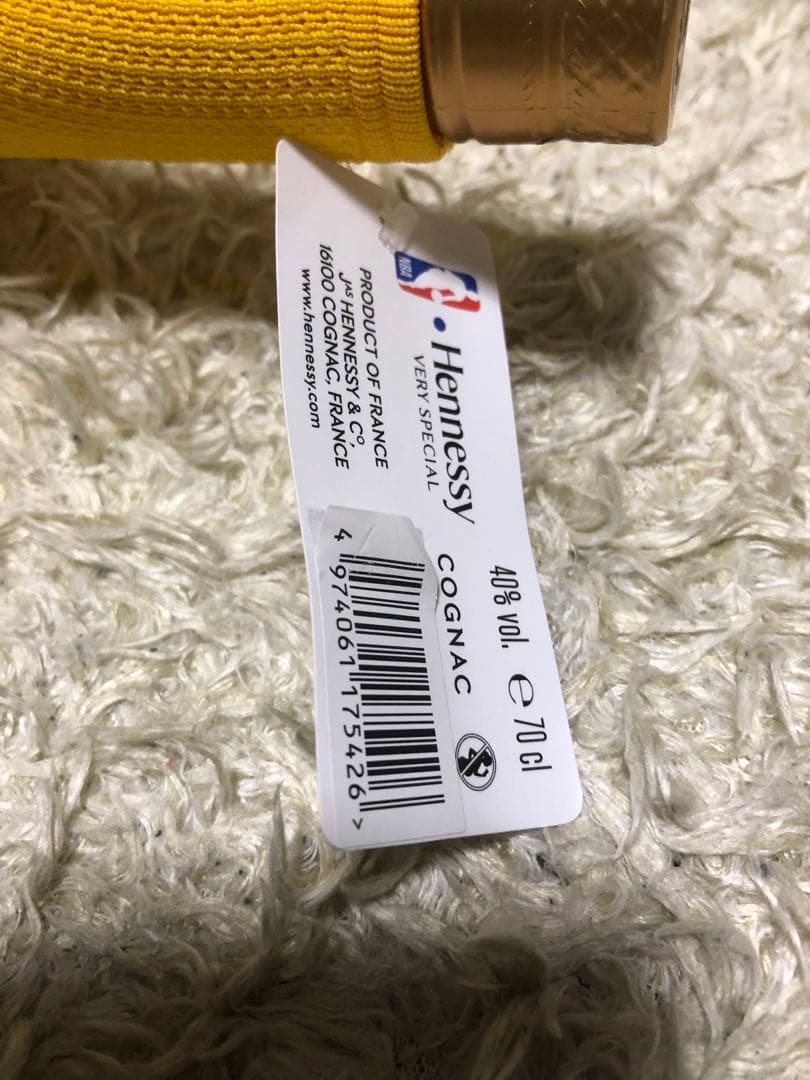 NBA
• Hennessy
VERY SPECIAL
COGNAC
40% vol. ℮ 70 cl
PRODUCT OF FRANCE
JAS HENNESSY & Cº,
16100 COGNAC, FRANCE
www.hennessy.com
4 974061 175426 >